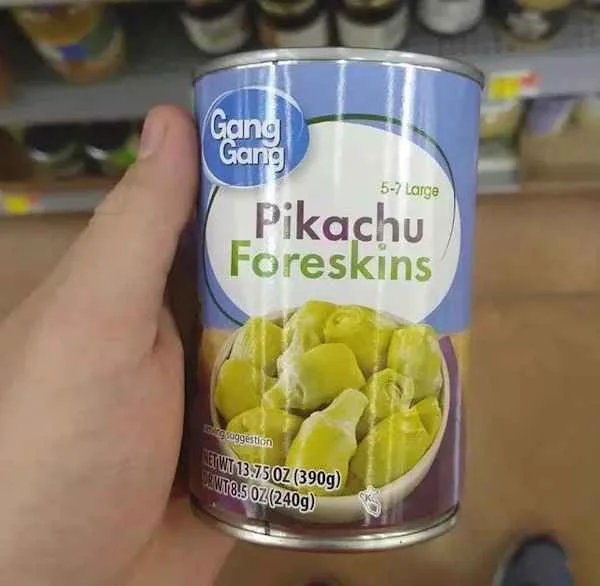 Gang
Gang
5-7 Large
Pikachu
Foreskins
suggestion
NET WT 13.75 OZ (390g)
WT 8.5 OZ (240g)
K